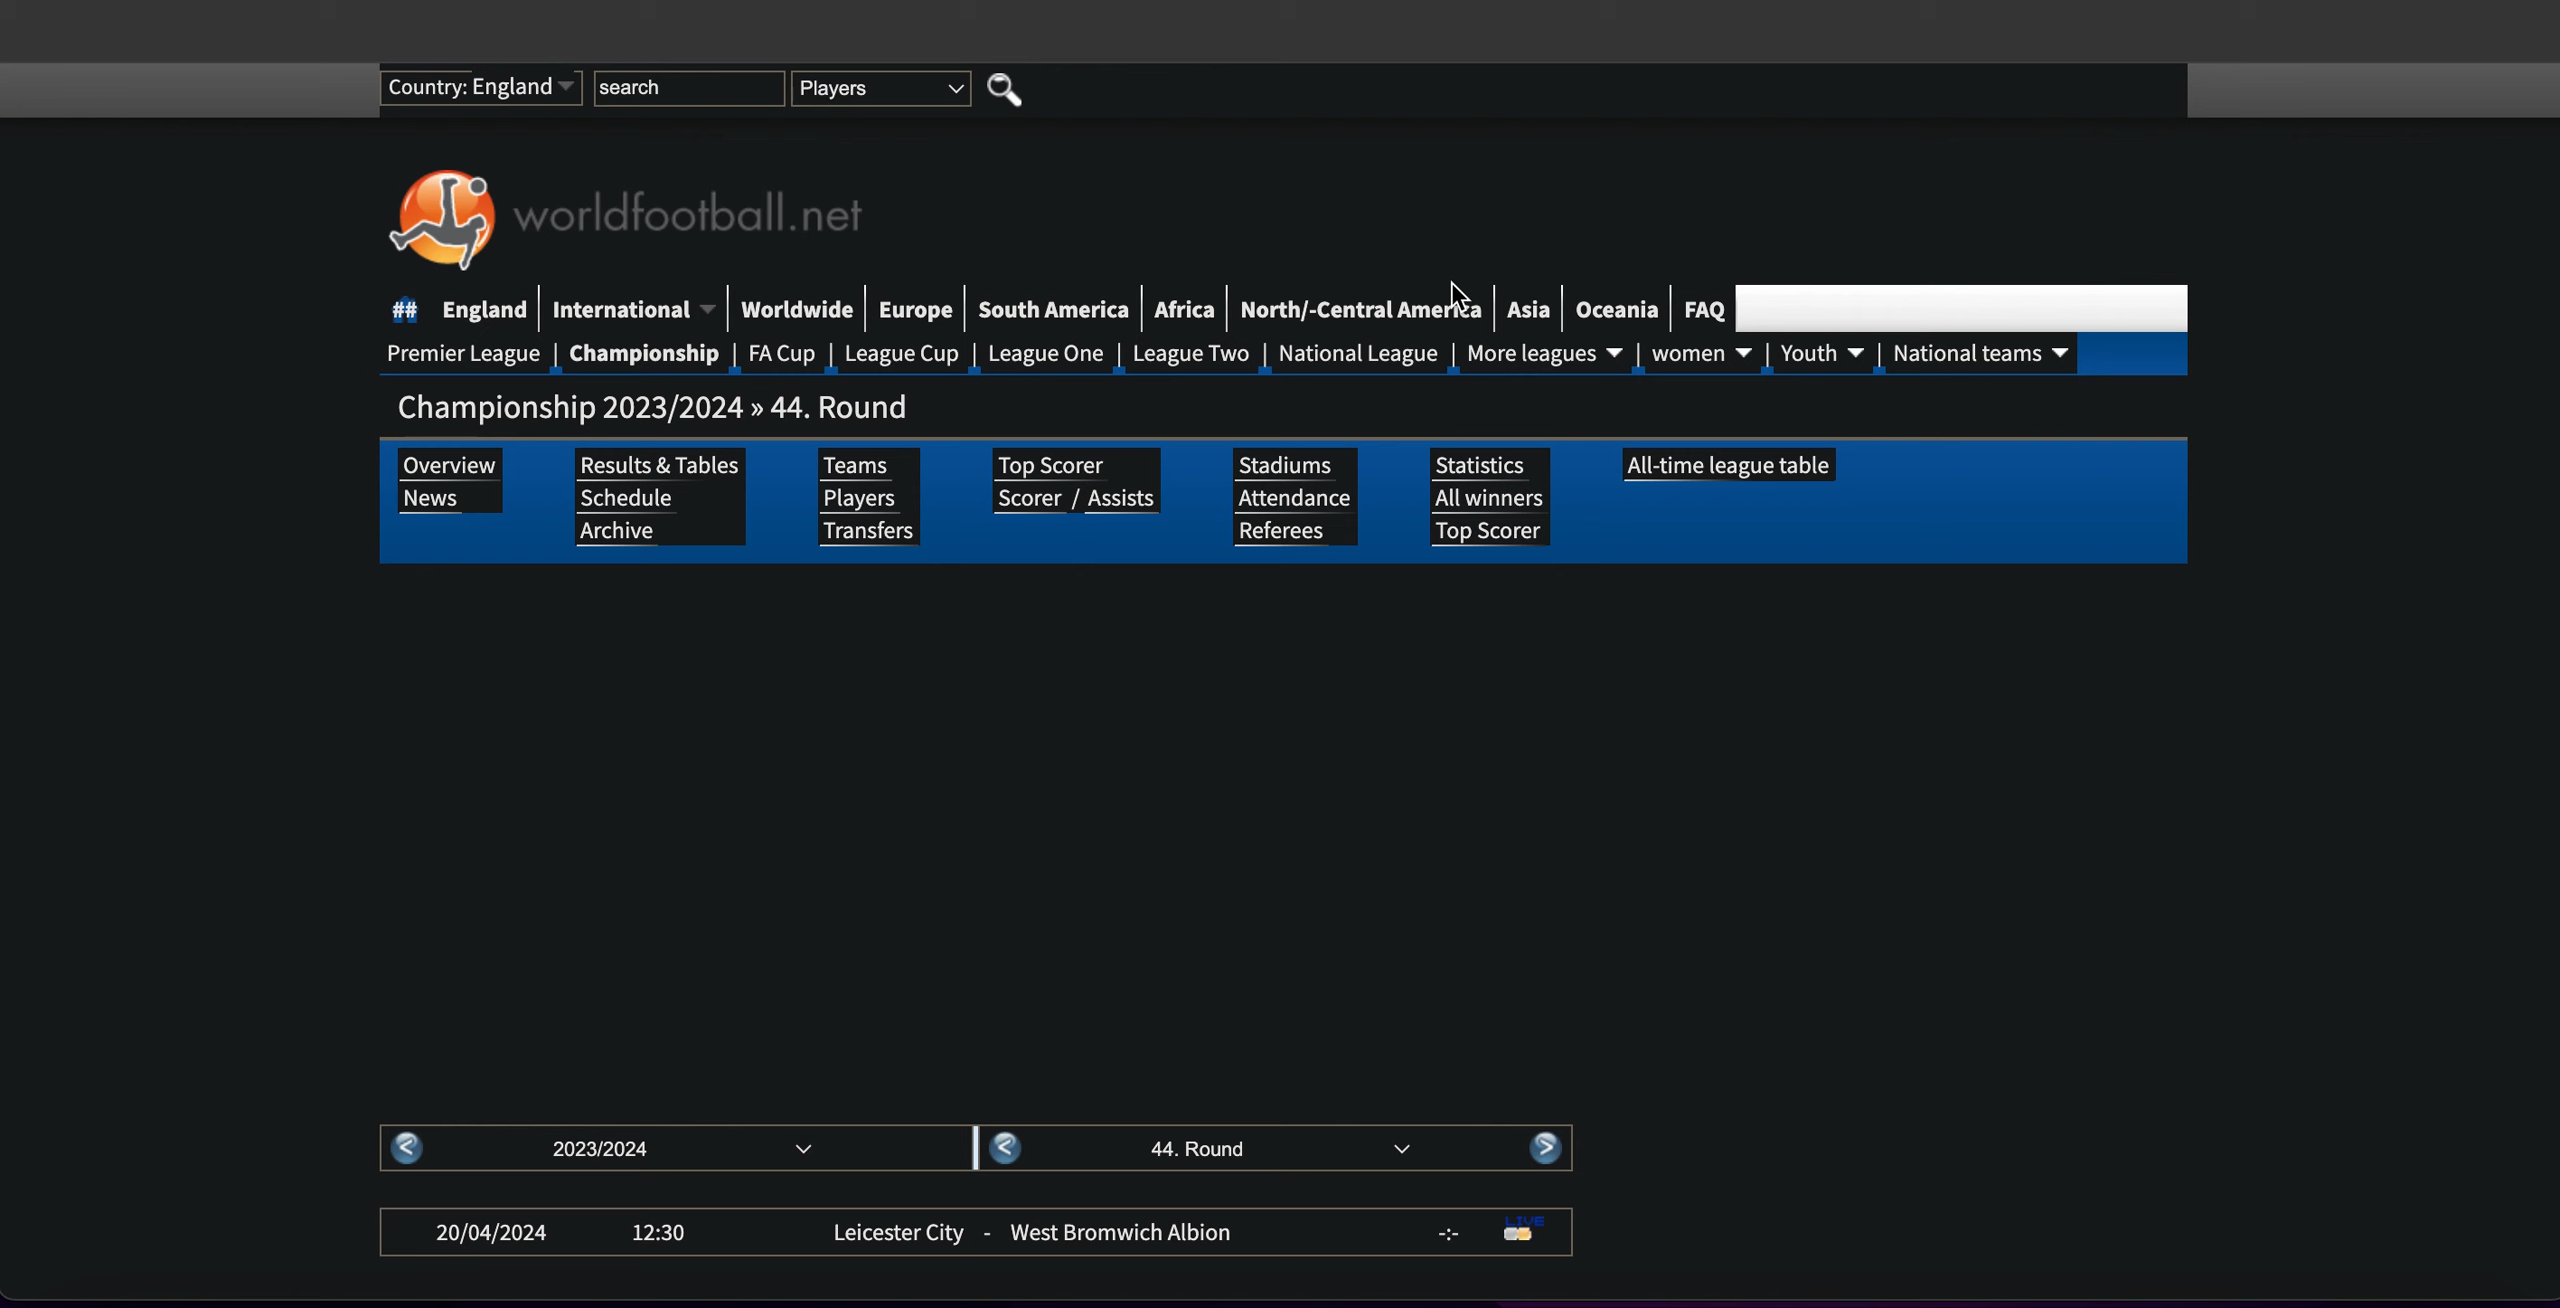 Country: England search Players
worldfootball.net
## England International Worldwide Europe South America Africa North/-Central America Asia Oceania FAQ
Premier League | Championship | FA Cup | League Cup | League One | League Two | National League | More leagues | women | Youth | National teams
Championship 2023/2024 » 44. Round
Overview Results & Tables Teams Top Scorer Stadiums Statistics All-time league table
News Schedule Players Scorer / Assists Attendance All winners
Archive Transfers Referees Top Scorer
2023/2024 44. Round
20/04/2024 12:30 Leicester City - West Bromwich Albion -:- LIVE